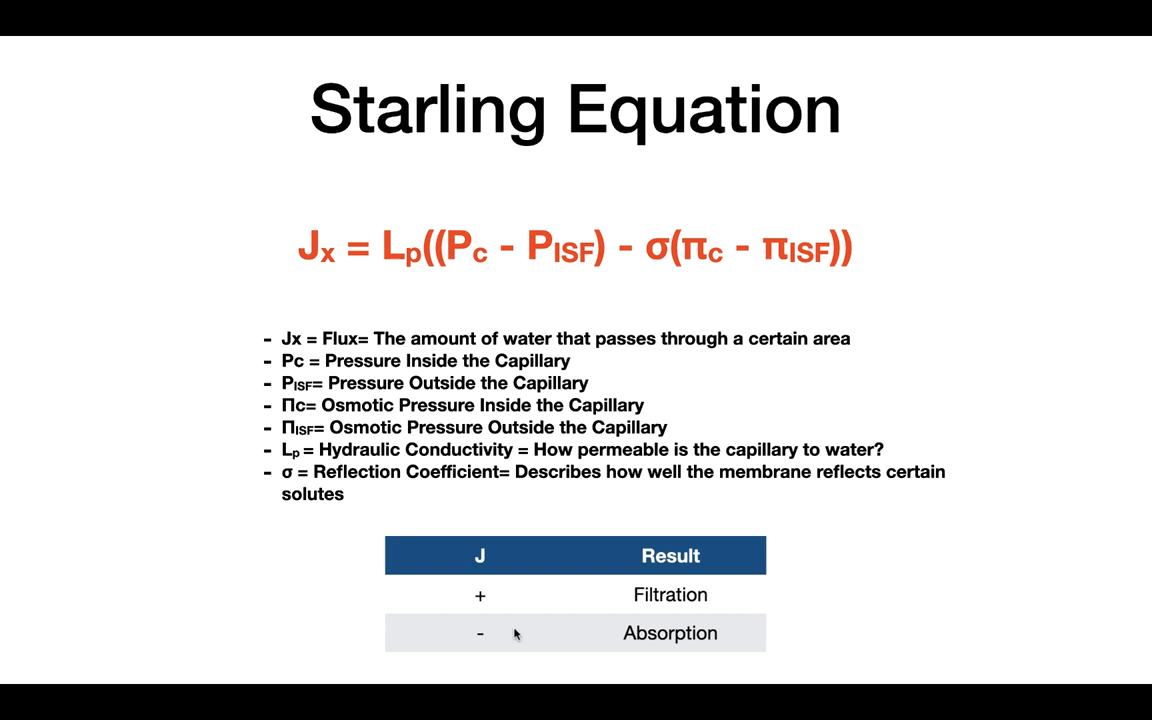 Starling Equation
Jx = Lp((Pc - PISF) - σ(πc - πISF))
- Jx = Flux= The amount of water that passes through a certain area
- Pc = Pressure Inside the Capillary
- PISF= Pressure Outside the Capillary
- Πc= Osmotic Pressure Inside the Capillary
- ΠISF= Osmotic Pressure Outside the Capillary
- Lp = Hydraulic Conductivity = How permeable is the capillary to water?
- σ = Reflection Coefficient= Describes how well the membrane reflects certain
solutes
J Result
+ Filtration
- Absorption